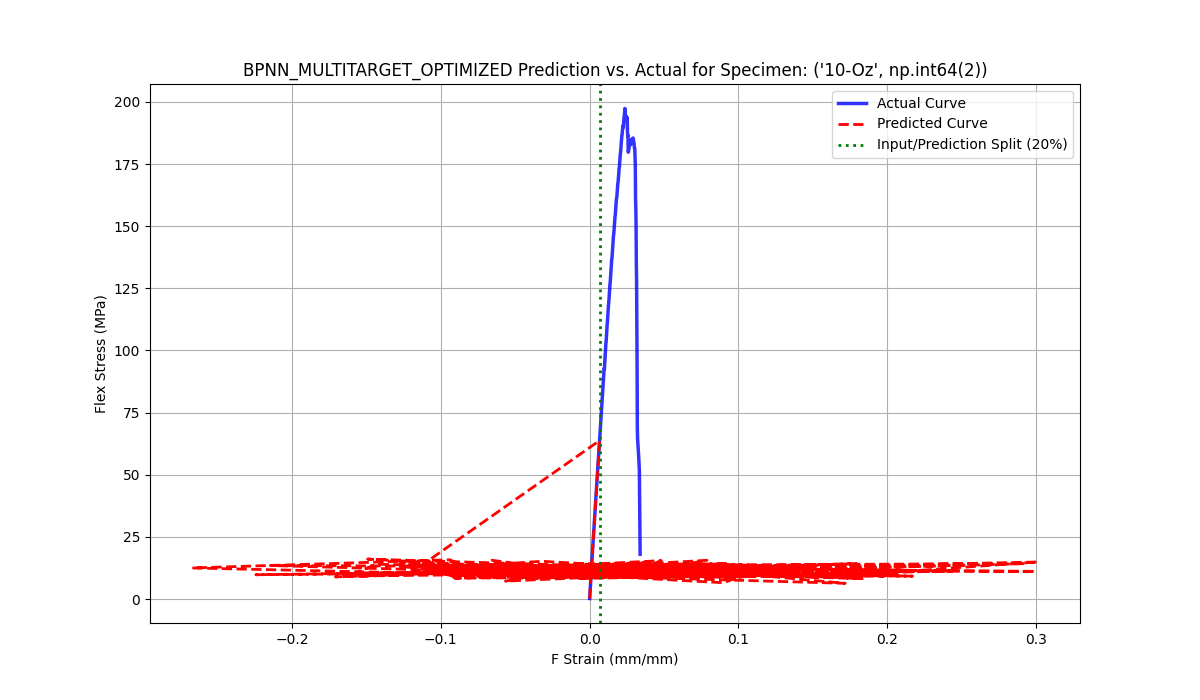 BPNN_MULTITARGET_OPTIMIZED Prediction vs. Actual for Specimen: ('10-Oz', np.int64(2))
Actual Curve
Predicted Curve
Input/Prediction Split (20%)
200
175
150
125
100
75
50
25
0
Flex Stress (MPa)
−0.2
−0.1
0.0
0.1
0.2
0.3
F Strain (mm/mm)